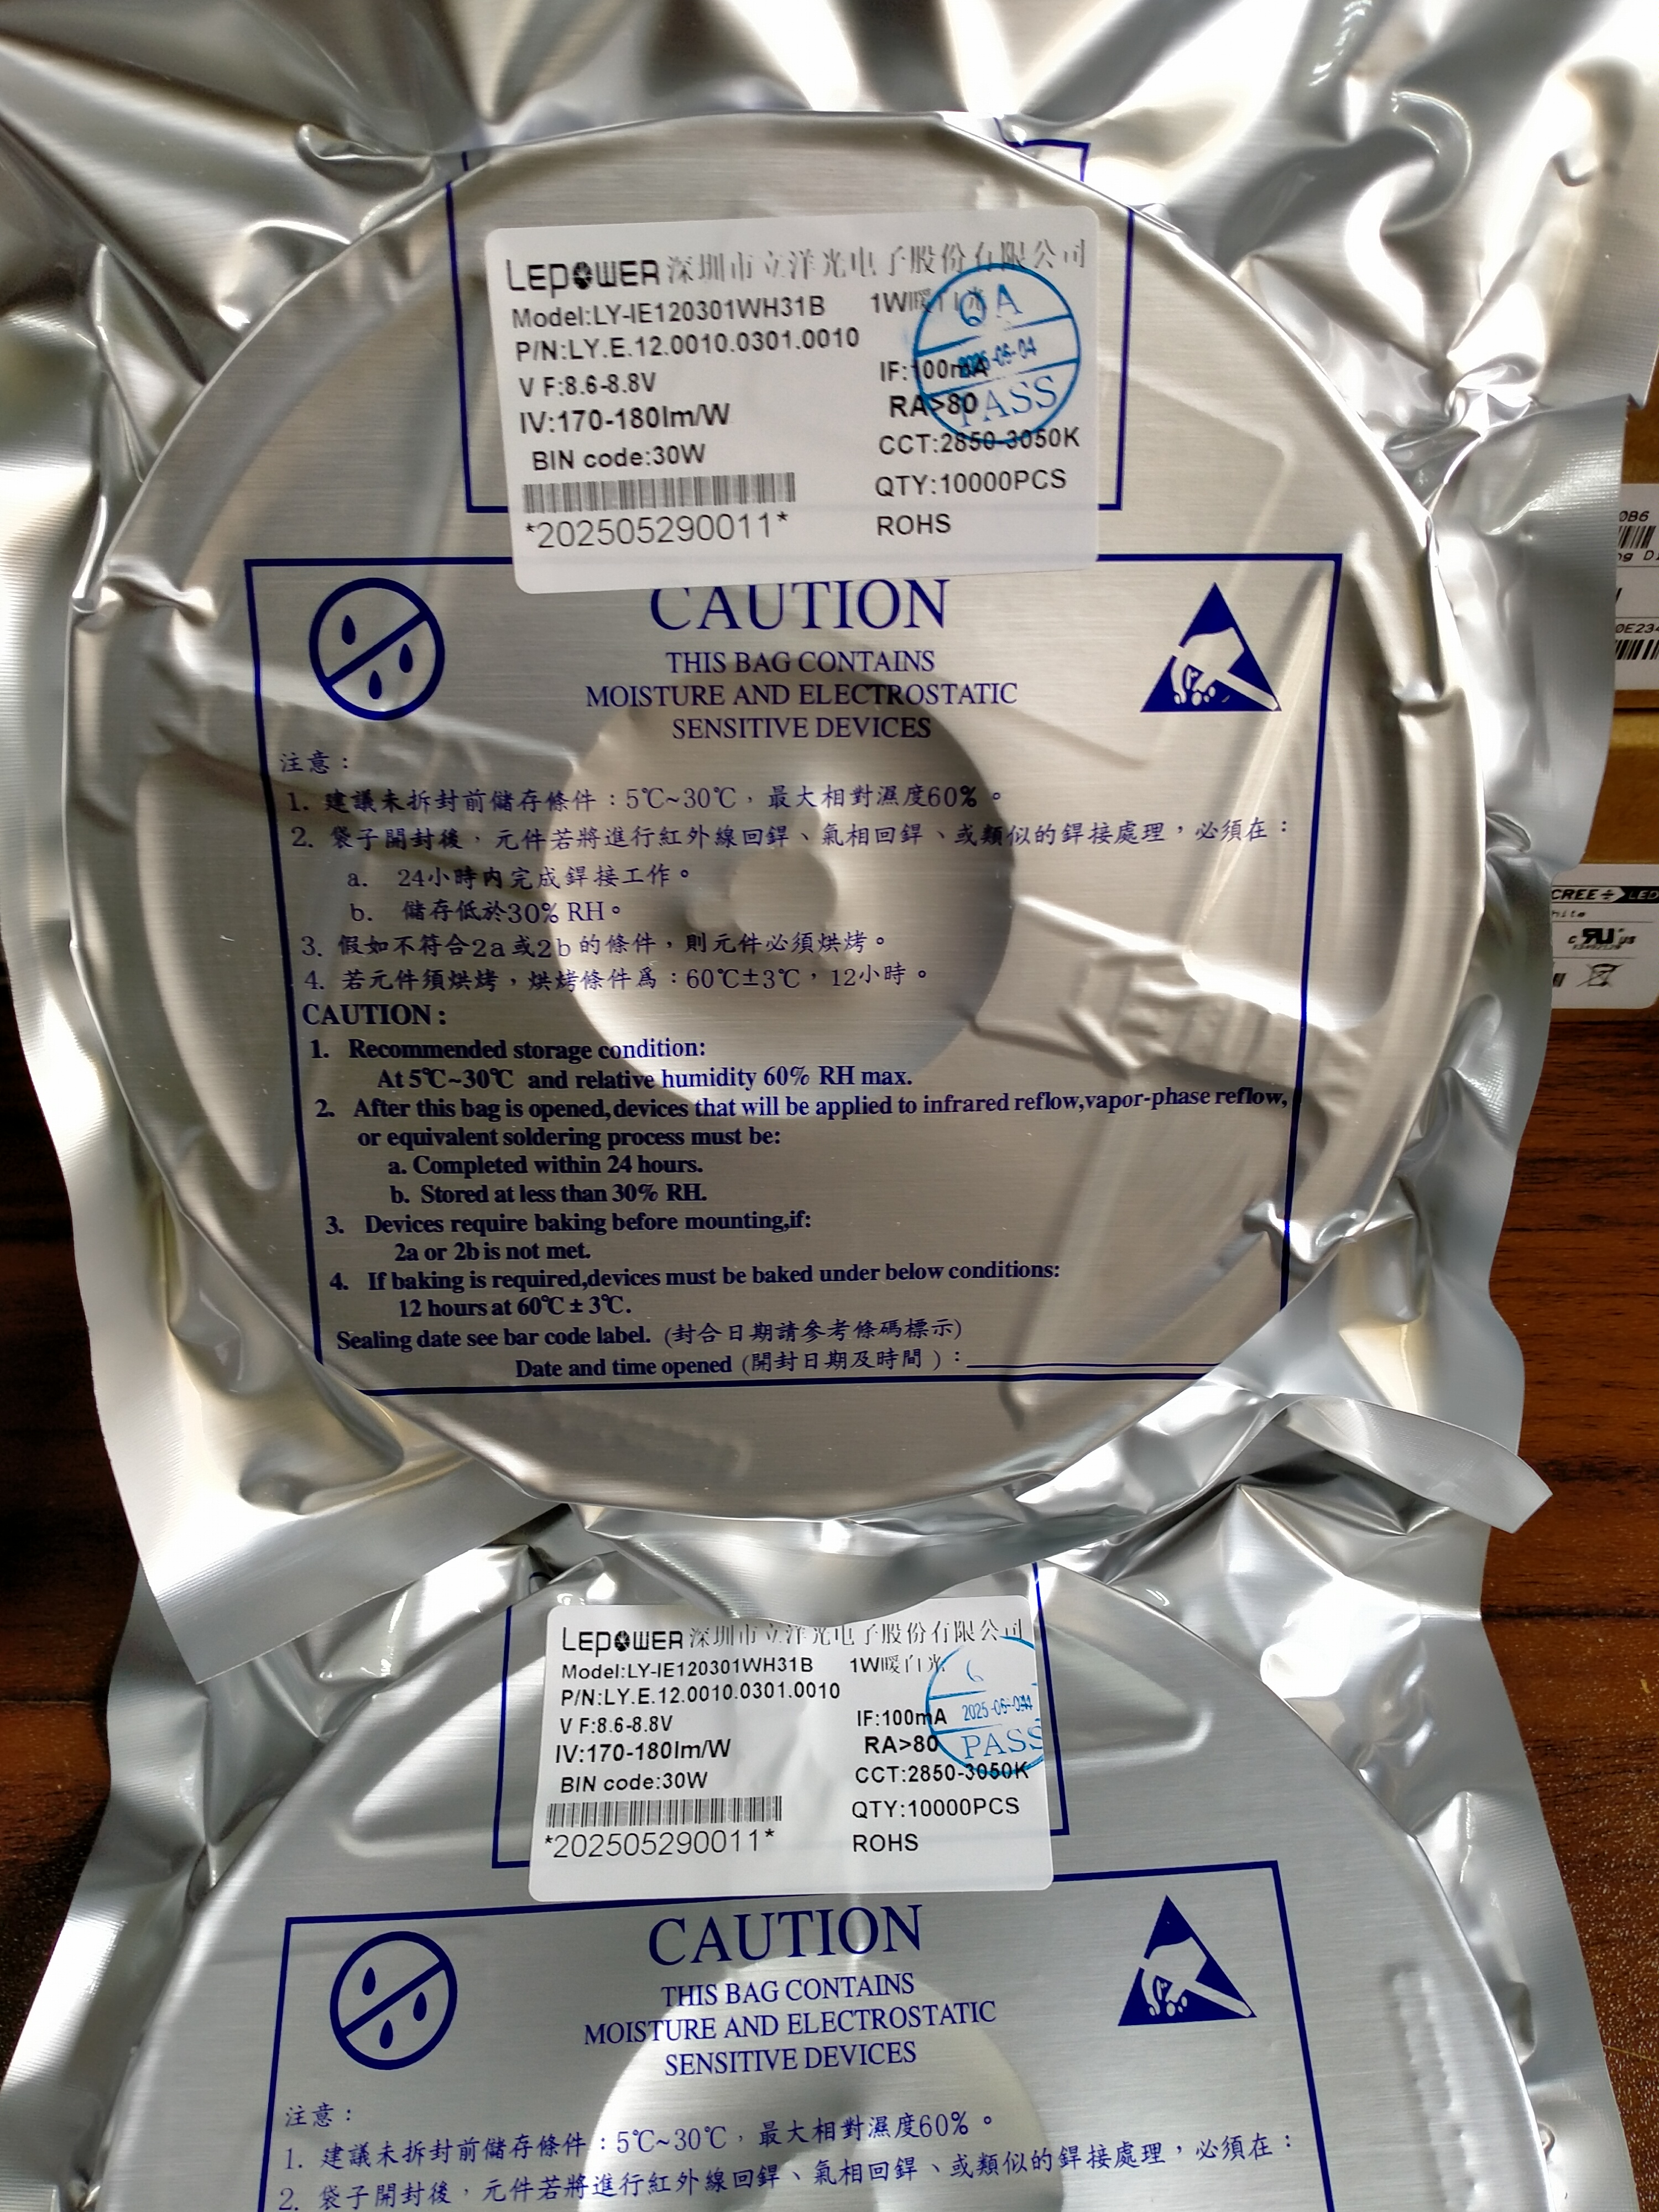 LEPOWER 深圳市立洋光电子股份有限公司
Model:LY-IE120301WH31B 1W暖白光
P/N:LY.E.12.0010.0301.0010
V F:8.6-8.8V IF:100mA
IV:170-180lm/W RA>80
BIN code:30W CCT:2850-3050K
QTY:10000PCS
*202505290011* ROHS
QA
PASS
CAUTION
THIS BAG CONTAINS
MOISTURE AND ELECTROSTATIC
SENSITIVE DEVICES
注意：
1. 建議未拆封前儲存條件：5℃~30℃，最大相對濕度60%。
2. 袋子開封後，元件若將進行紅外線回銲、氣相回銲、或類似的銲接處理，必須在：
a. 24小時內完成銲接工作。
b. 儲存低於30% RH。
3. 假如不符合2a或2b的條件，則元件必須烘烤。
4. 若元件須烘烤，烘烤條件爲：60℃±3℃，12小時。
CAUTION:
1. Recommended storage condition:
At 5℃~30℃ and relative humidity 60% RH max.
2. After this bag is opened,devices that will be applied to infrared reflow,vapor-phase reflow,
or equivalent soldering process must be:
a. Completed within 24 hours.
b. Stored at less than 30% RH.
3. Devices require baking before mounting,if:
2a or 2b is not met.
4. If baking is required,devices must be baked under below conditions:
12 hours at 60℃ ± 3℃.
Sealing date see bar code label. (封合日期請參考條碼標示)
Date and time opened (開封日期及時間)：
LEPOWER 深圳市立洋光电子股份有限公司
Model:LY-IE120301WH31B 1W暖白光
P/N:LY.E.12.0010.0301.0010
V F:8.6-8.8V IF:100mA
IV:170-180lm/W RA>80
BIN code:30W CCT:2850-3050K
QTY:10000PCS
*202505290011* ROHS
PASS
CAUTION
THIS BAG CONTAINS
MOISTURE AND ELECTROSTATIC
SENSITIVE DEVICES
注意：
1. 建議未拆封前儲存條件：5℃~30℃，最大相對濕度60%。
2. 袋子開封後，元件若將進行紅外線回銲、氣相回銲、或類似的銲接處理，必須在：
0B6
0E234
CREE LED
c RU us